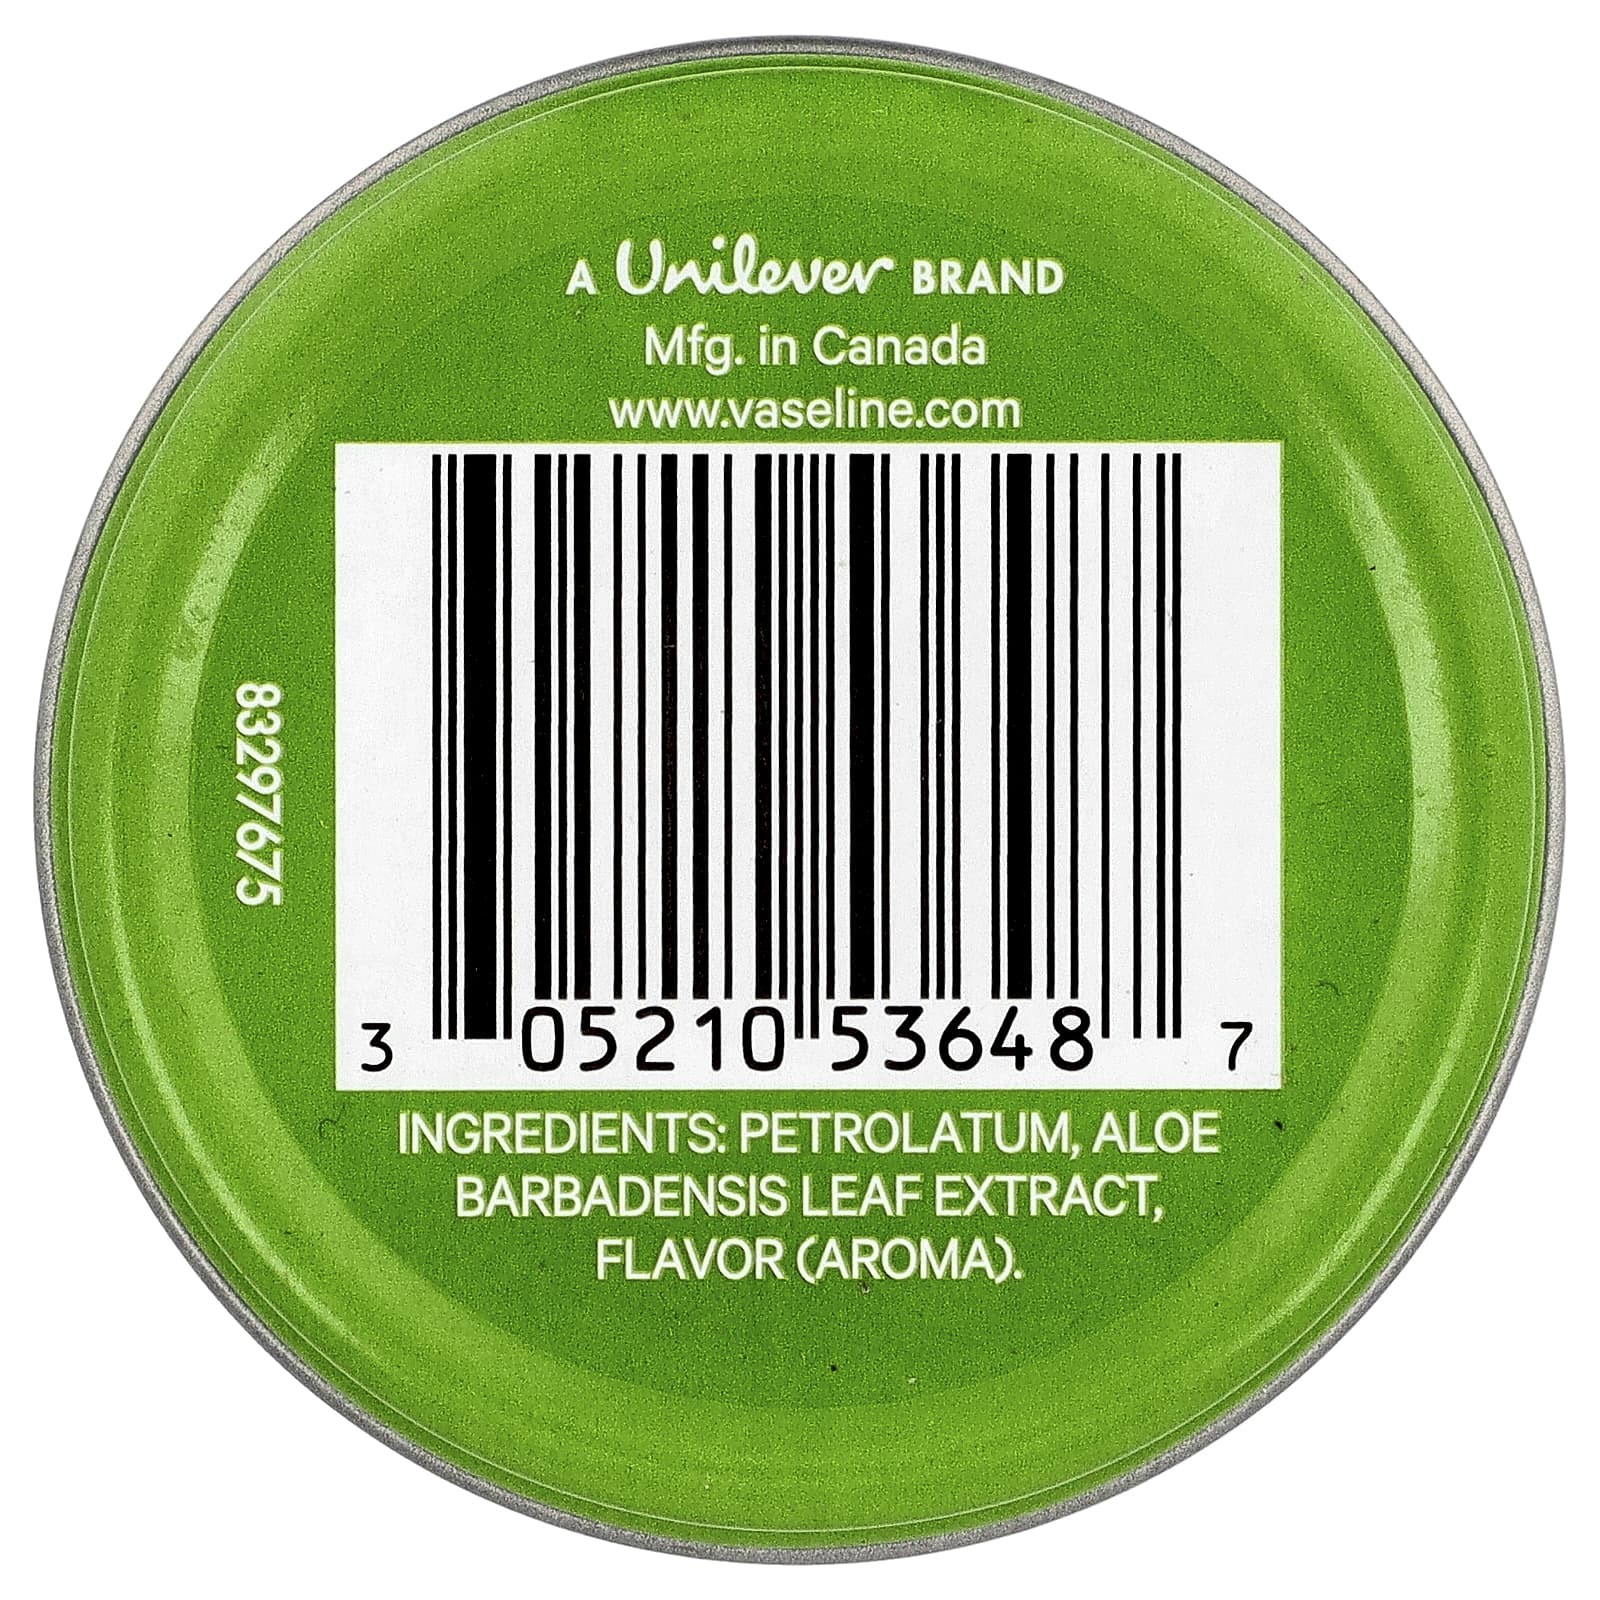 A Unilever BRAND
Mfg. in Canada
www.vaseline.com
83297675
3 05210 53648 7
INGREDIENTS: PETROLATUM, ALOE
BARBADENSIS LEAF EXTRACT,
FLAVOR (AROMA).